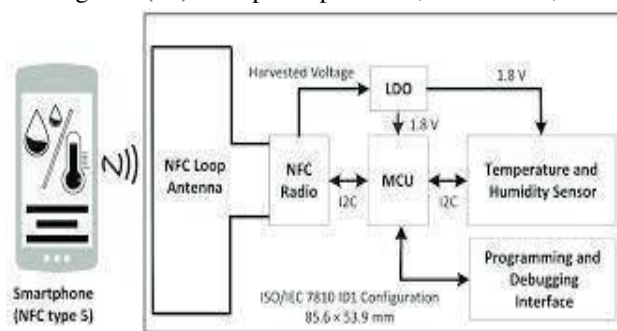 Harvested Voltage
LDO
1.8 V
1.8 V
NFC Loop
Antenna
NFC
Radio
I2C
MCU
I2C
Temperature and
Humidity Sensor
Programming and
Debugging
Interface
Smartphone
(NFC type 5)
ISO/IEC 7810 ID1 Configuration
85.6 × 53.9 mm